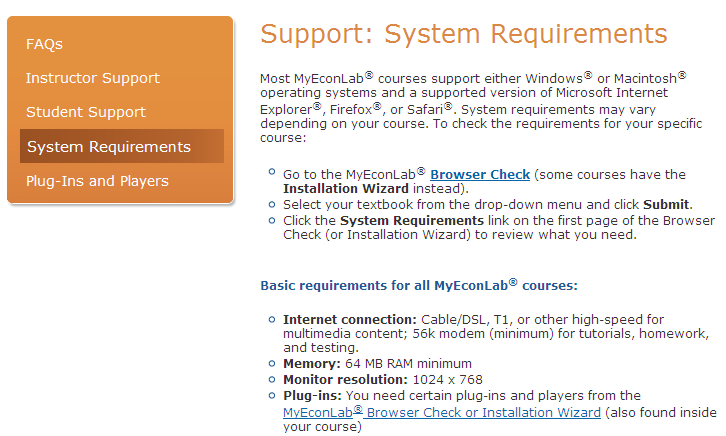 FAQs
Instructor Support
Student Support
System Requirements
Plug-Ins and Players
Support: System Requirements
Most MyEconLab® courses support either Windows® or Macintosh®
operating systems and a supported version of Microsoft Internet
Explorer®, Firefox®, or Safari®. System requirements may vary
depending on your course. To check the requirements for your specific
course:
Go to the MyEconLab® Browser Check (some courses have the
Installation Wizard instead).
Select your textbook from the drop-down menu and click Submit.
Click the System Requirements link on the first page of the Browser
Check (or Installation Wizard) to review what you need.
Basic requirements for all MyEconLab® courses:
Internet connection: Cable/DSL, T1, or other high-speed for
multimedia content; 56k modem (minimum) for tutorials, homework,
and testing.
Memory: 64 MB RAM minimum
Monitor resolution: 1024 x 768
Plug-ins: You need certain plug-ins and players from the
MyEconLab® Browser Check or Installation Wizard (also found inside
your course)